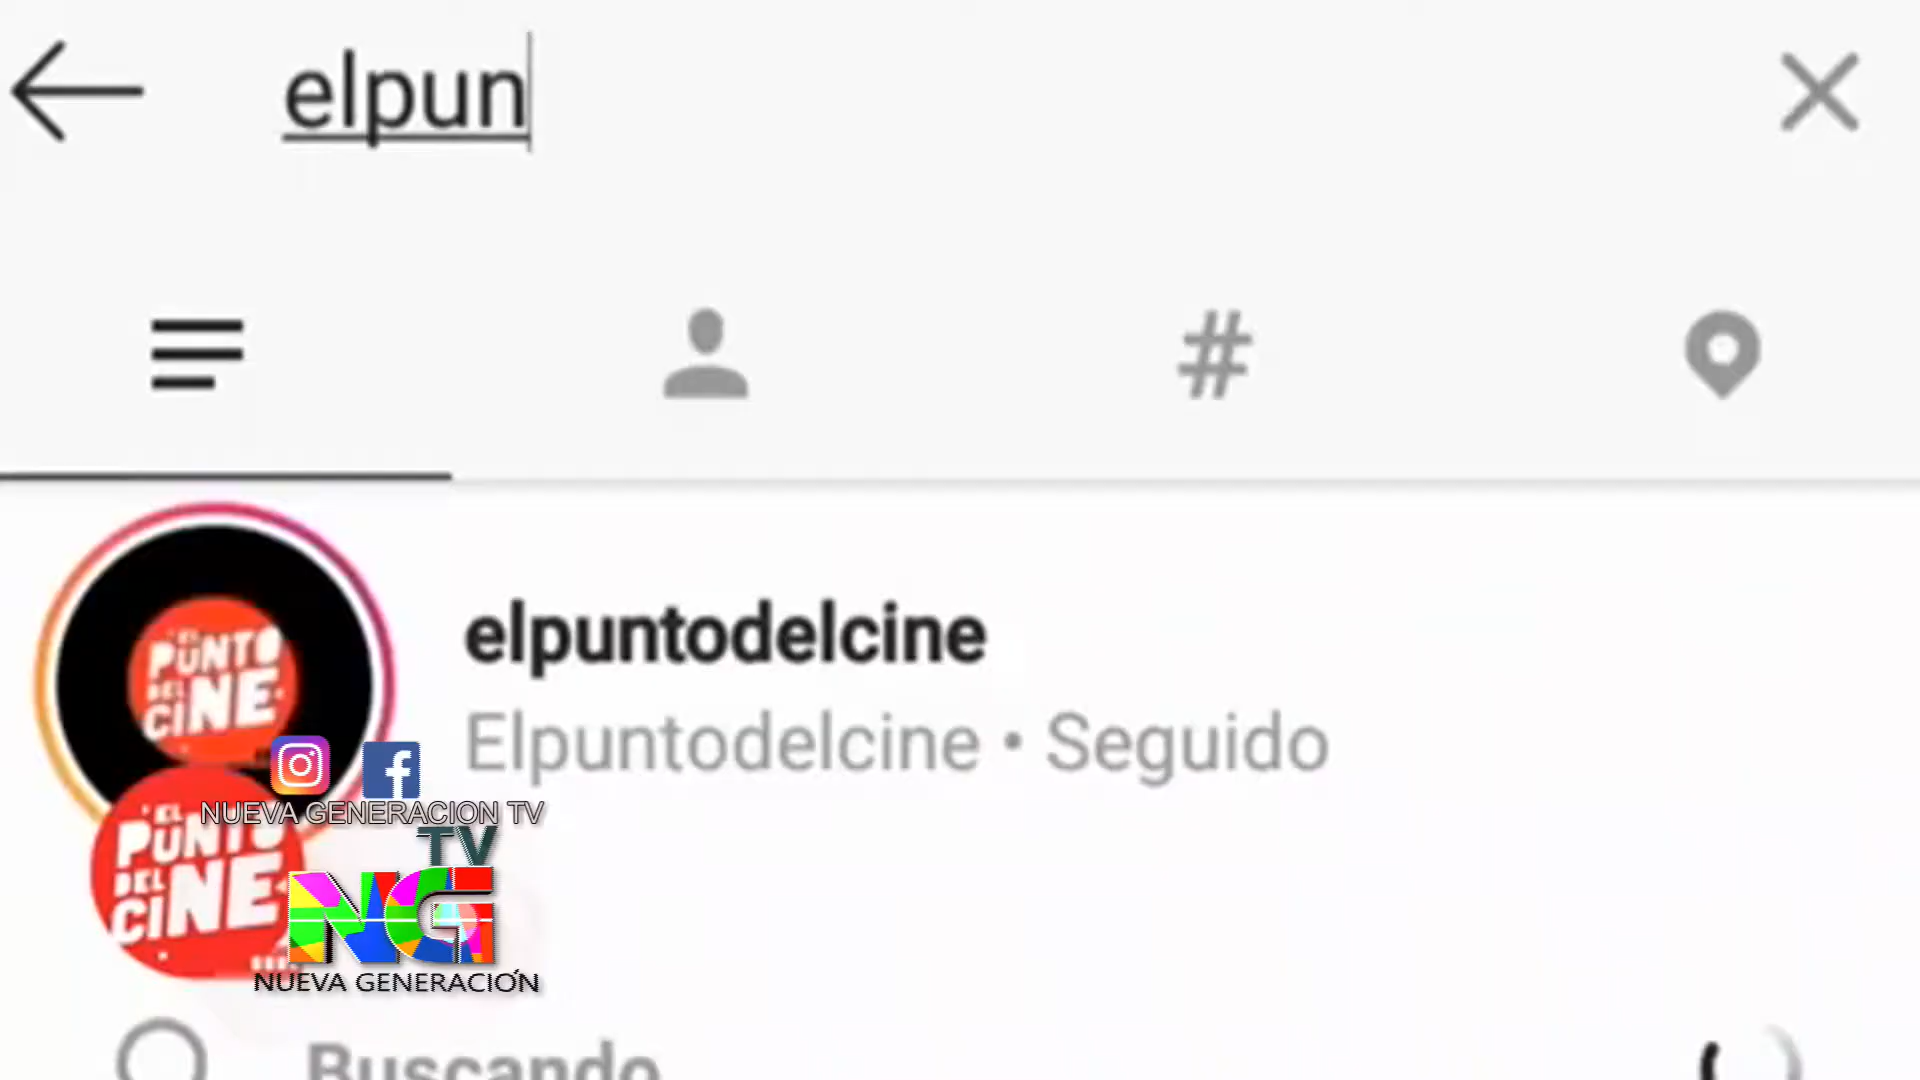 elpun
EL
PUNTO
DEL
CINE
elpuntodelcine
Elpuntodelcine • Seguido
NUEVA GENERACION TV
EL
PUNTO
DEL
CINE
TV
NG
NUEVA GENERACIÓN
Buscando